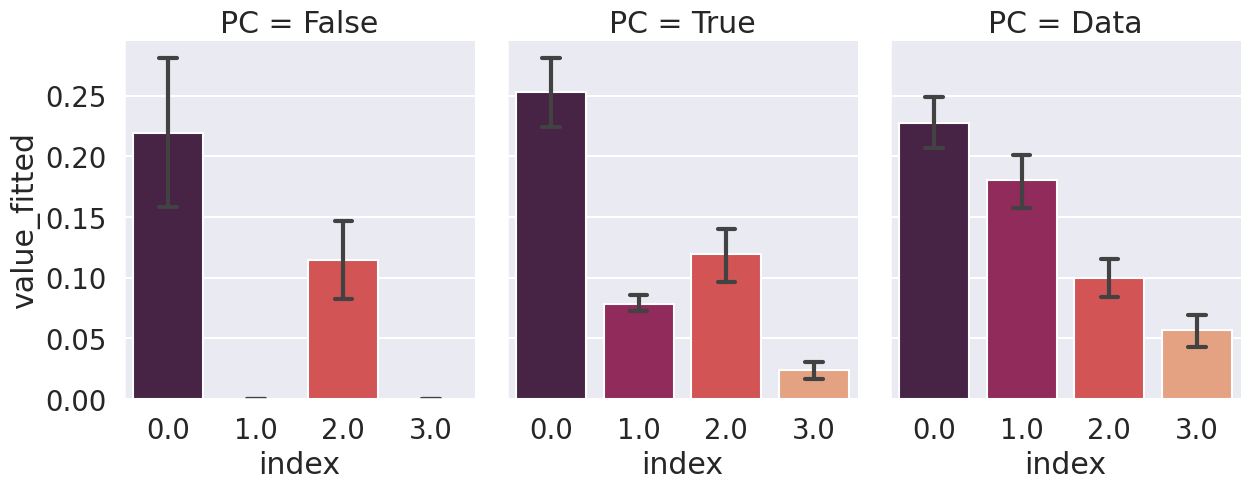 PC = False
PC = True
PC = Data
value_fitted
0.25
0.20
0.15
0.10
0.05
0.00
0.0 1.0 2.0 3.0
0.0 1.0 2.0 3.0
0.0 1.0 2.0 3.0
index
index
index